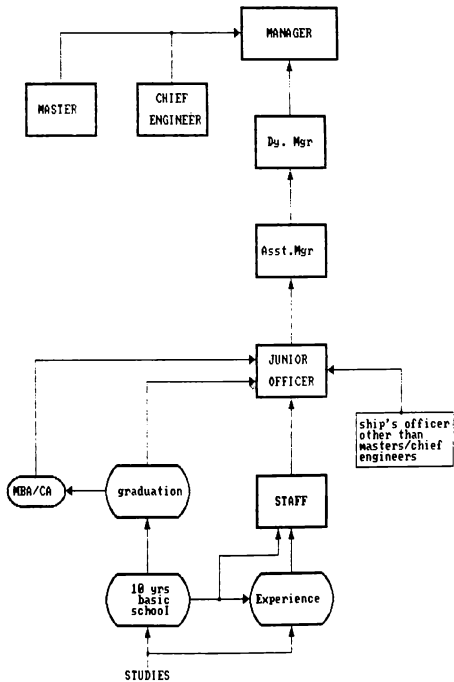 MANAGER
MASTER
CHIEF
ENGINEER
Dy. Mgr
Asst.Mgr
JUNIOR
OFFICER
ship's officer
other than
masters/chief
engineers
MBA/CA
graduation
STAFF
10 yrs
basic
school
Experience
STUDIES